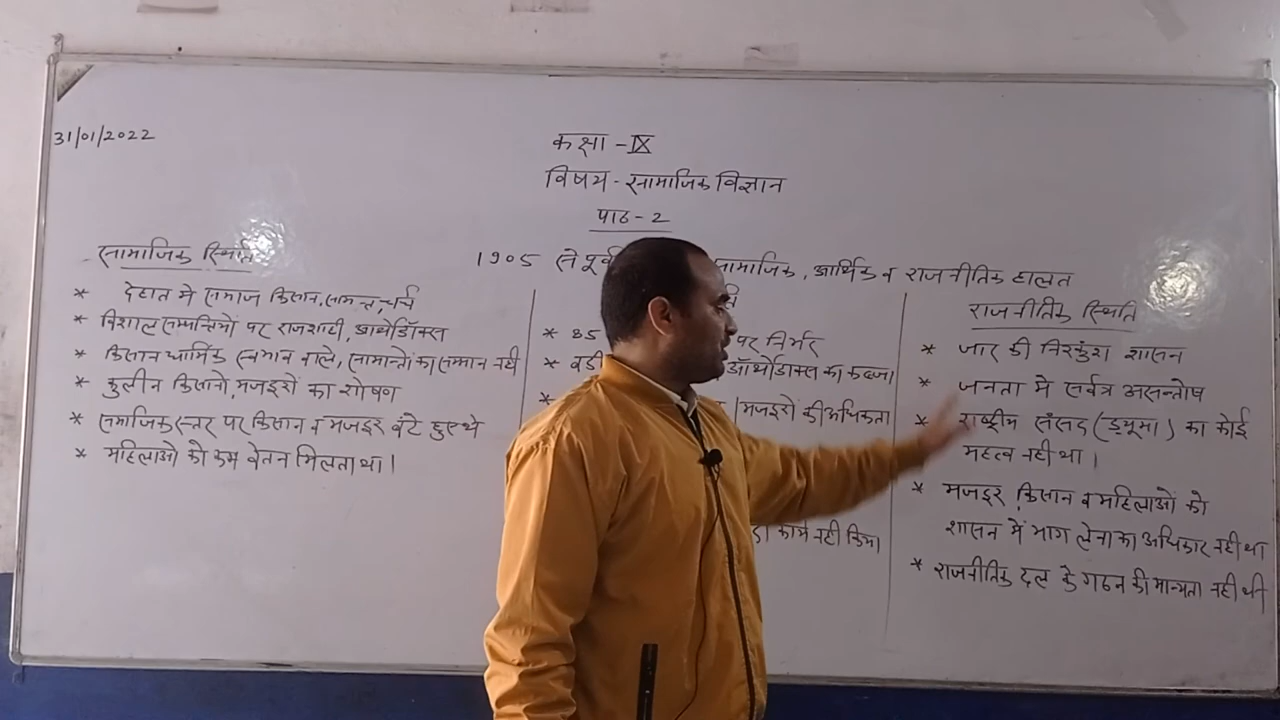 31/01/2022
कक्षा - IX
विषय - सामाजिक विज्ञान
पाठ - 2
1905 से पूर्व सामाजिक, आर्थिक व राजनीतिक हालत
सामाजिक स्थिति
* देहात मे समाज किसान, सामन्त, चर्च
* विशाल सम्पत्तियों पर राजशाही, आर्थोडॉक्स
* किसान धार्मिक स्वभाव वाले, सामान्तो का सम्मान नही
* कुलीन किसानो, मजदूरो का शोषण
* समाजिक स्तर पर किसान व मजदूर बंटे हुए थे
* महिलाओ को कम वेतन मिलता था।
* 85 पर निर्भर
* बडी ऑर्थोडाक्स का कब्जा
* मजदूरों की अधिकता
कार्य नही किया
राजनीतिक स्थिति
* जार की निरकुंश शासन
* जनता मे सर्वत्र असन्तोष
* राष्ट्रीय संसद (ड्यूमा) का कोई
महत्व नही था।
* मजदूर, किसान व महिलाओं को
शासन में भाग लेना का अधिकार नही था
* राजनीतिक दल के गठन की मान्यता नही थी